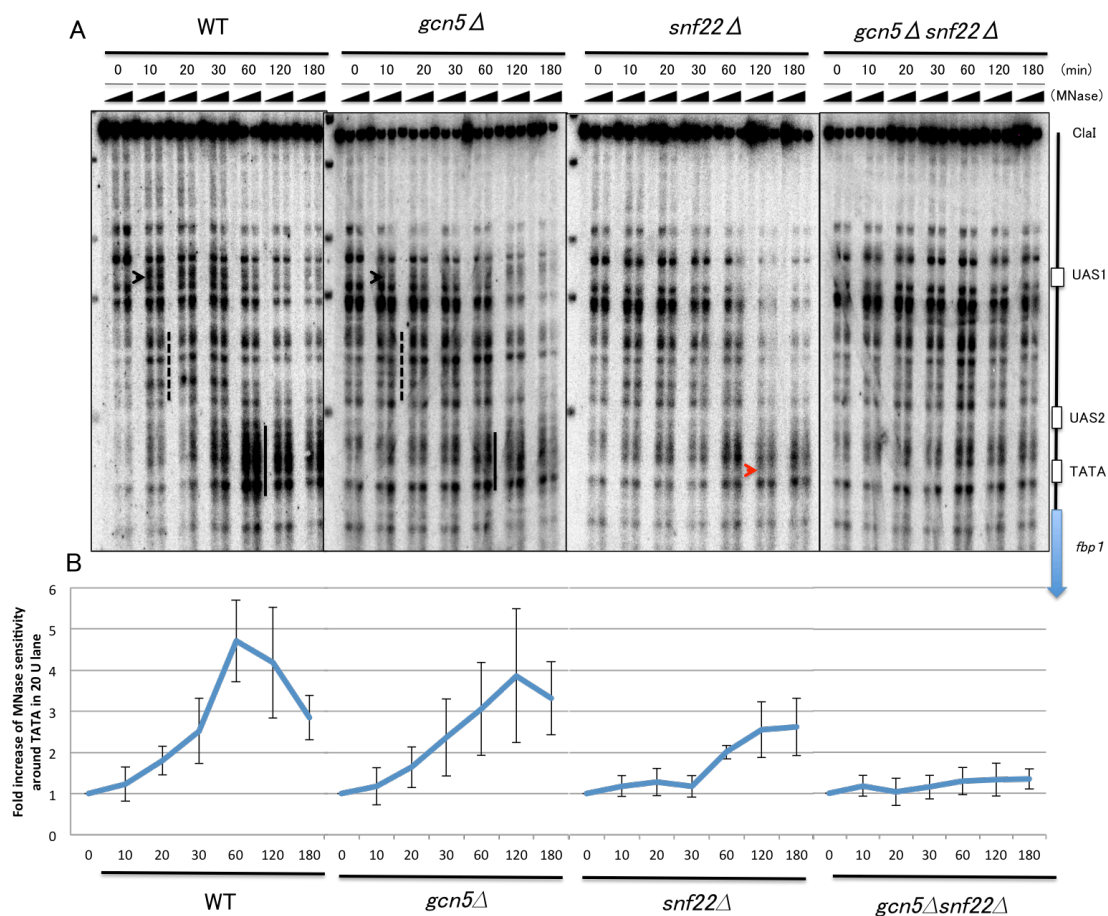 A
WT
gcn5Δ
snf22Δ
gcn5Δ snf22Δ
0 10 20 30 60 120 180 0 10 20 30 60 120 180 0 10 20 30 60 120 180 0 10 20 30 60 120 180 (min)
(MNase)
ClaI
UAS1
UAS2
TATA
fbp1
B
Fold increase of MNase sensitivity
around TATA in 20 U lane
6
5
4
3
2
1
0
0 10 20 30 60 120 180 0 10 20 30 60 120 180 0 10 20 30 60 120 180 0 10 20 30 60 120 180
WT
gcn5△
snf22△
gcn5△snf22△